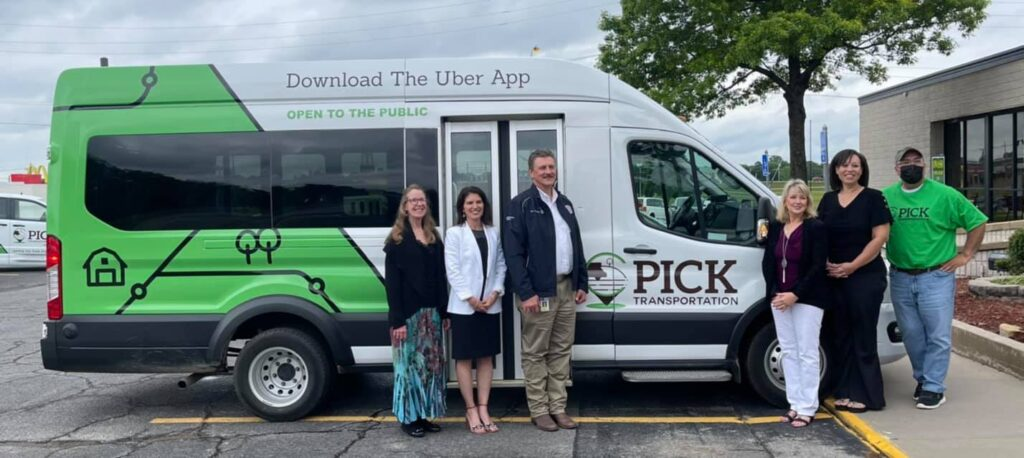 Download The Uber App
OPEN TO THE PUBLIC
PICK
TRANSPORTATION
PICK
PICK